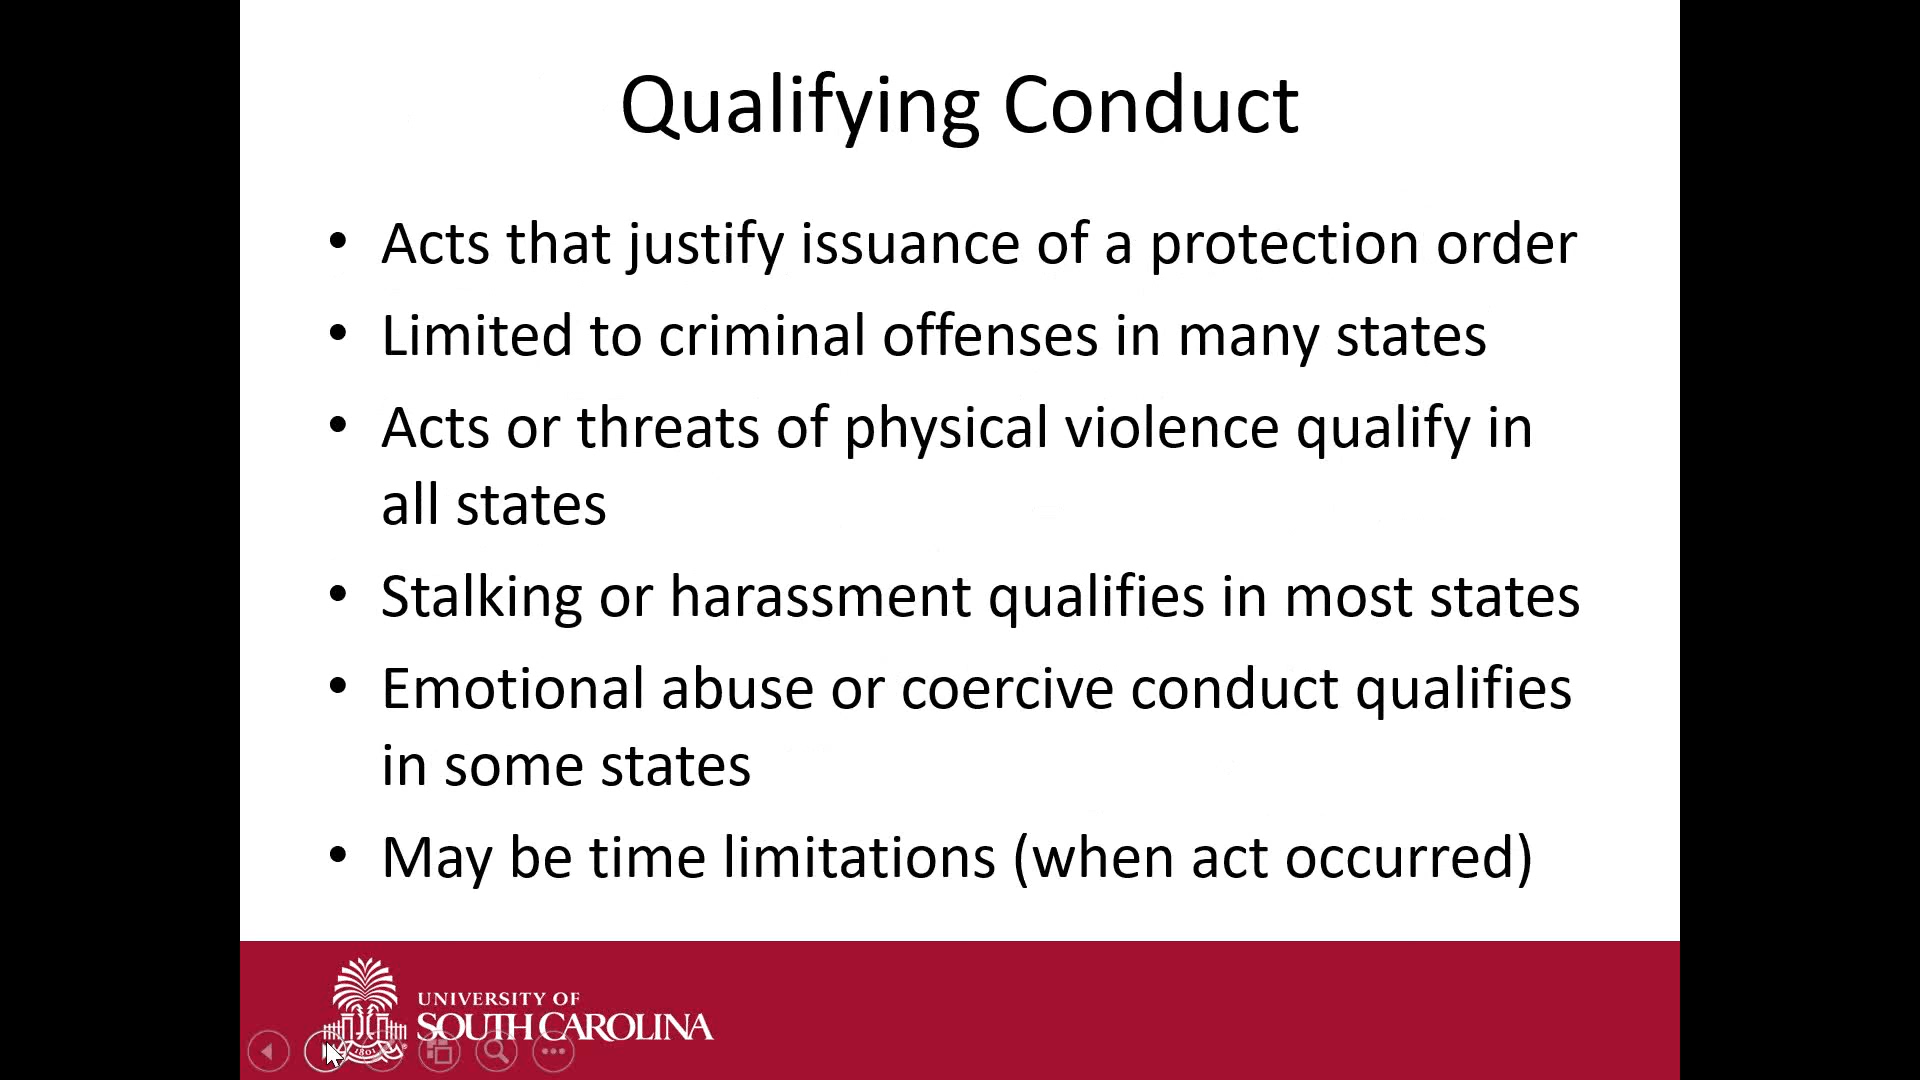 Qualifying Conduct
• Acts that justify issuance of a protection order
• Limited to criminal offenses in many states
• Acts or threats of physical violence qualify in
all states
• Stalking or harassment qualifies in most states
• Emotional abuse or coercive conduct qualifies
in some states
• May be time limitations (when act occurred)
UNIVERSITY OF
SOUTH CAROLINA
1801